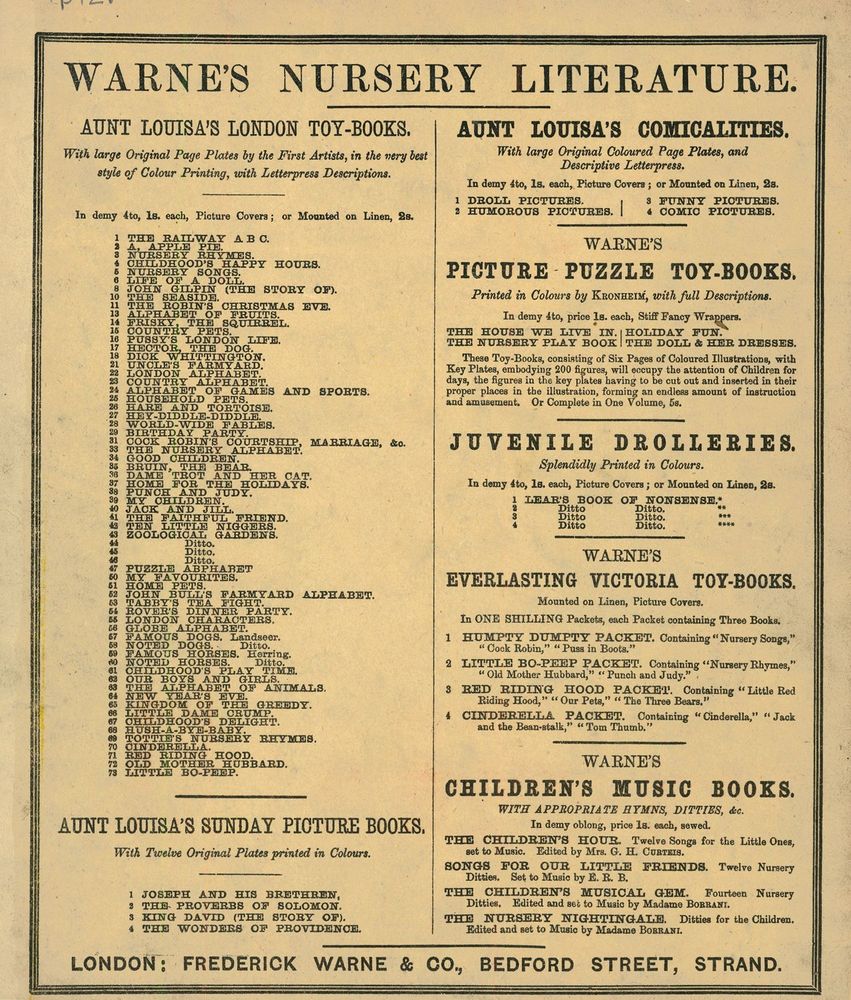 WARNE'S NURSERY LITERATURE.
AUNT LOUISA'S LONDON TOY-BOOKS.
With large Original Page Plates by the First Artists, in the very best
style of Colour Printing, with Letterpress Descriptions.
In demy 4to, 1s. each, Picture Covers; or Mounted on Linen, 2s.
1 THE RAILWAY A B C.
2 A, APPLE PIE.
3 NURSERY RHYMES.
4 CHILDHOOD'S HAPPY HOURS.
5 NURSERY SONGS.
6 LIFE OF A DOLL.
8 JOHN GILPIN (THE STORY OF).
10 THE SEASIDE.
11 THE ROBIN'S CHRISTMAS EVE.
13 ALPHABET OF FRUITS.
14 FRISKY, THE SQUIRREL.
15 COUNTRY PETS.
16 PUSSY'S LONDON LIFE.
17 HECTOR, THE DOG.
18 DICK WHITTINGTON.
21 UNCLE'S FARMYARD.
22 LONDON ALPHABET.
23 COUNTRY ALPHABET.
24 ALPHABET OF GAMES AND SPORTS.
25 HOUSEHOLD PETS.
26 HARE AND TORTOISE.
27 HEY-DIDDLE-DIDDLE.
28 WORLD-WIDE FABLES.
29 BIRTHDAY PARTY.
31 COCK ROBIN'S COURTSHIP, MARRIAGE, &c.
33 THE NURSERY ALPHABET.
34 GOOD CHILDREN.
35 BRUIN, THE BEAR.
36 DAME TROT AND HER CAT.
37 HOME FOR THE HOLIDAYS.
38 PUNCH AND JUDY.
39 MY CHILDREN.
40 JACK AND JILL.
41 THE FAITHFUL FRIEND.
42 TEN LITTLE NIGGERS.
43 ZOOLOGICAL GARDENS.
44 Ditto.
45 Ditto.
46 Ditto.
47 PUZZLE ABPHABET
50 MY FAVOURITES.
51 HOME PETS.
52 JOHN BULL'S FARMYARD ALPHABET.
53 TABBY'S TEA FIGHT.
54 ROVER'S DINNER PARTY.
55 LONDON CHARACTERS.
56 GLOBE ALPHABET.
57 FAMOUS DOGS. Landseer.
58 NOTED DOGS. Ditto.
59 FAMOUS HORSES. Herring.
60 NOTED HORSES. Ditto.
61 CHILDHOOD'S PLAY TIME.
62 OUR BOYS AND GIRLS.
63 THE ALPHABET OF ANIMALS.
64 NEW YEAR'S EVE.
65 KINGDOM OF THE GREEDY.
66 LITTLE DAME CRUMP.
67 CHILDHOOD'S DELIGHT.
68 HUSH-A-BYE-BABY.
69 TOTTIE'S NURSERY RHYMES.
70 CINDERELLA.
71 RED RIDING HOOD.
72 OLD MOTHER HUBBARD.
73 LITTLE BO-PEEP.
AUNT LOUISA'S SUNDAY PICTURE BOOKS.
With Twelve Original Plates printed in Colours.
1 JOSEPH AND HIS BRETHREN,
2 THE PROVERBS OF SOLOMON.
3 KING DAVID (THE STORY OF).
4 THE WONDERS OF PROVIDENCE.
AUNT LOUISA'S COMICALITIES.
With large Original Coloured Page Plates, and
Descriptive Letterpress.
In demy 4to, 1s. each, Picture Covers; or Mounted on Linen, 2s.
1 DROLL PICTURES. 3 FUNNY PICTURES.
2 HUMOROUS PICTURES. 4 COMIC PICTURES.
WARNE'S
PICTURE PUZZLE TOY-BOOKS.
Printed in Colours by KRONHEIM, with full Descriptions.
In demy 4to, price 1s. each, Stiff Fancy Wrappers.
THE HOUSE WE LIVE IN. HOLIDAY FUN.
THE NURSERY PLAY BOOK THE DOLL & HER DRESSES.
These Toy-Books, consisting of Six Pages of Coloured Illustrations, with
Key Plates, embodying 200 figures, will occupy the attention of Children for
days, the figures in the key plates having to be cut out and inserted in their
proper places in the illustration, forming an endless amount of instruction
and amusement. Or Complete in One Volume, 5s.
JUVENILE DROLLERIES.
Splendidly Printed in Colours.
In demy 4to, 1s. each, Picture Covers; or Mounted on Linen, 2s.
1 LEAR'S BOOK OF NONSENSE.*
2 Ditto Ditto. **
3 Ditto Ditto. ***
4 Ditto Ditto. ****
WARNE'S
EVERLASTING VICTORIA TOY-BOOKS.
Mounted on Linen, Picture Covers.
In ONE SHILLING Packets, each Packet containing Three Books.
1 HUMPTY DUMPTY PACKET. Containing "Nursery Songs,"
"Cock Robin," "Puss in Boots."
2 LITTLE BO-PEEP PACKET. Containing "Nursery Rhymes,"
"Old Mother Hubbard," "Punch and Judy."
3 RED RIDING HOOD PACKET. Containing "Little Red
Riding Hood," "Our Pets," "The Three Bears."
4 CINDERELLA PACKET. Containing "Cinderella," "Jack
and the Bean-stalk," "Tom Thumb."
WARNE'S
CHILDREN'S MUSIC BOOKS.
WITH APPROPRIATE HYMNS, DITTIES, &c.
In demy oblong, price 1s. each, sewed.
THE CHILDREN'S HOUR. Twelve Songs for the Little Ones,
set to Music. Edited by Mrs. G. H. CURTEIS.
SONGS FOR OUR LITTLE FRIENDS. Twelve Nursery
Ditties. Set to Music by E. R. B.
THE CHILDREN'S MUSICAL GEM. Fourteen Nursery
Ditties. Edited and set to Music by Madame BORRANI.
THE NURSERY NIGHTINGALE. Ditties for the Children.
Edited and set to Music by Madame BORRANI.
LONDON: FREDERICK WARNE & CO., BEDFORD STREET, STRAND.